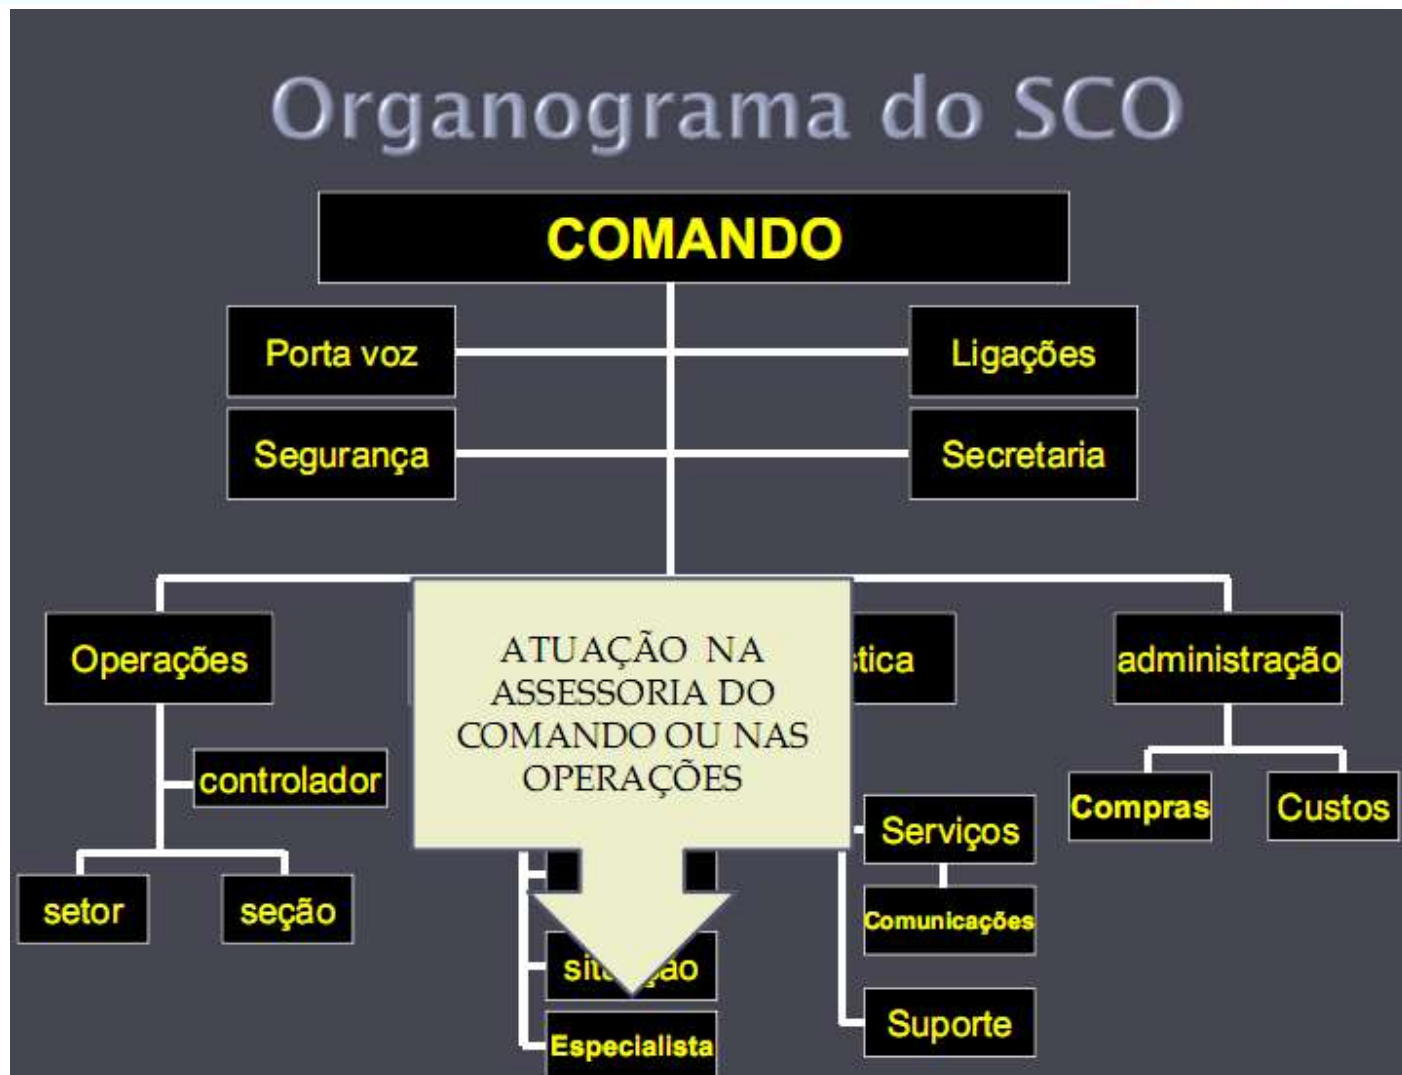 Organograma do SCO
COMANDO
Porta voz
Ligações
Segurança
Secretaria
Operações
ATUAÇÃO NA
ASSESSORIA DO
COMANDO OU NAS
OPERAÇÕES
stica
administração
controlador
Compras
Custos
Serviços
setor
seção
Comunicações
Suporte
Especialista